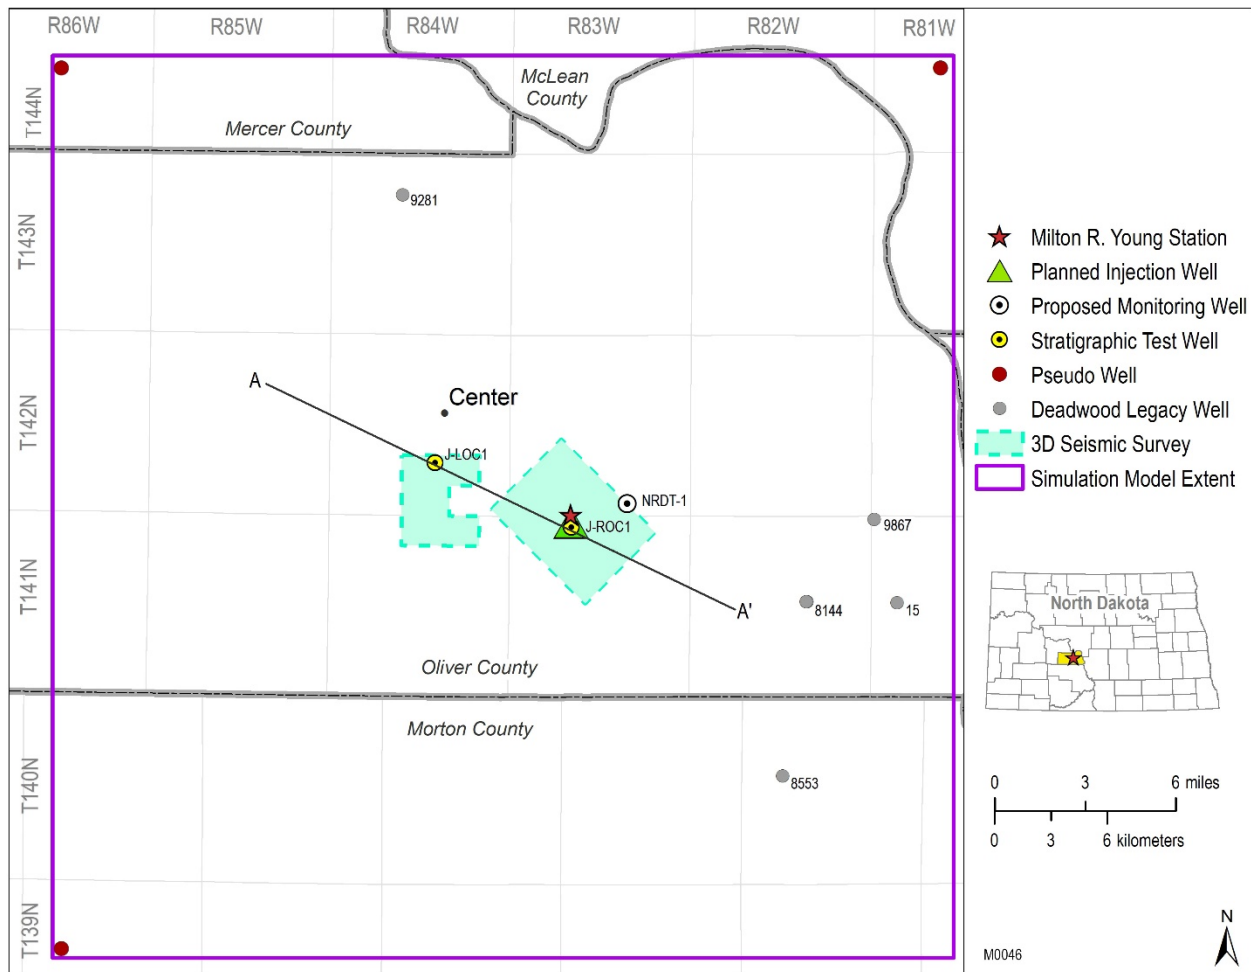 R86W
R85W
R84W
R83W
R82W
R81W
T144N
McLean
County
Mercer County
9281
T143N
A
Center
T142N
J-LOC1
NRDT-1
J-ROC1
9867
T141N
8144
15
A'
Oliver County
Morton County
8553
T140N
T139N
Milton R. Young Station
Planned Injection Well
Proposed Monitoring Well
Stratigraphic Test Well
Pseudo Well
Deadwood Legacy Well
3D Seismic Survey
Simulation Model Extent
North Dakota
0 3 6 miles
0 3 6 kilometers
N
M0046